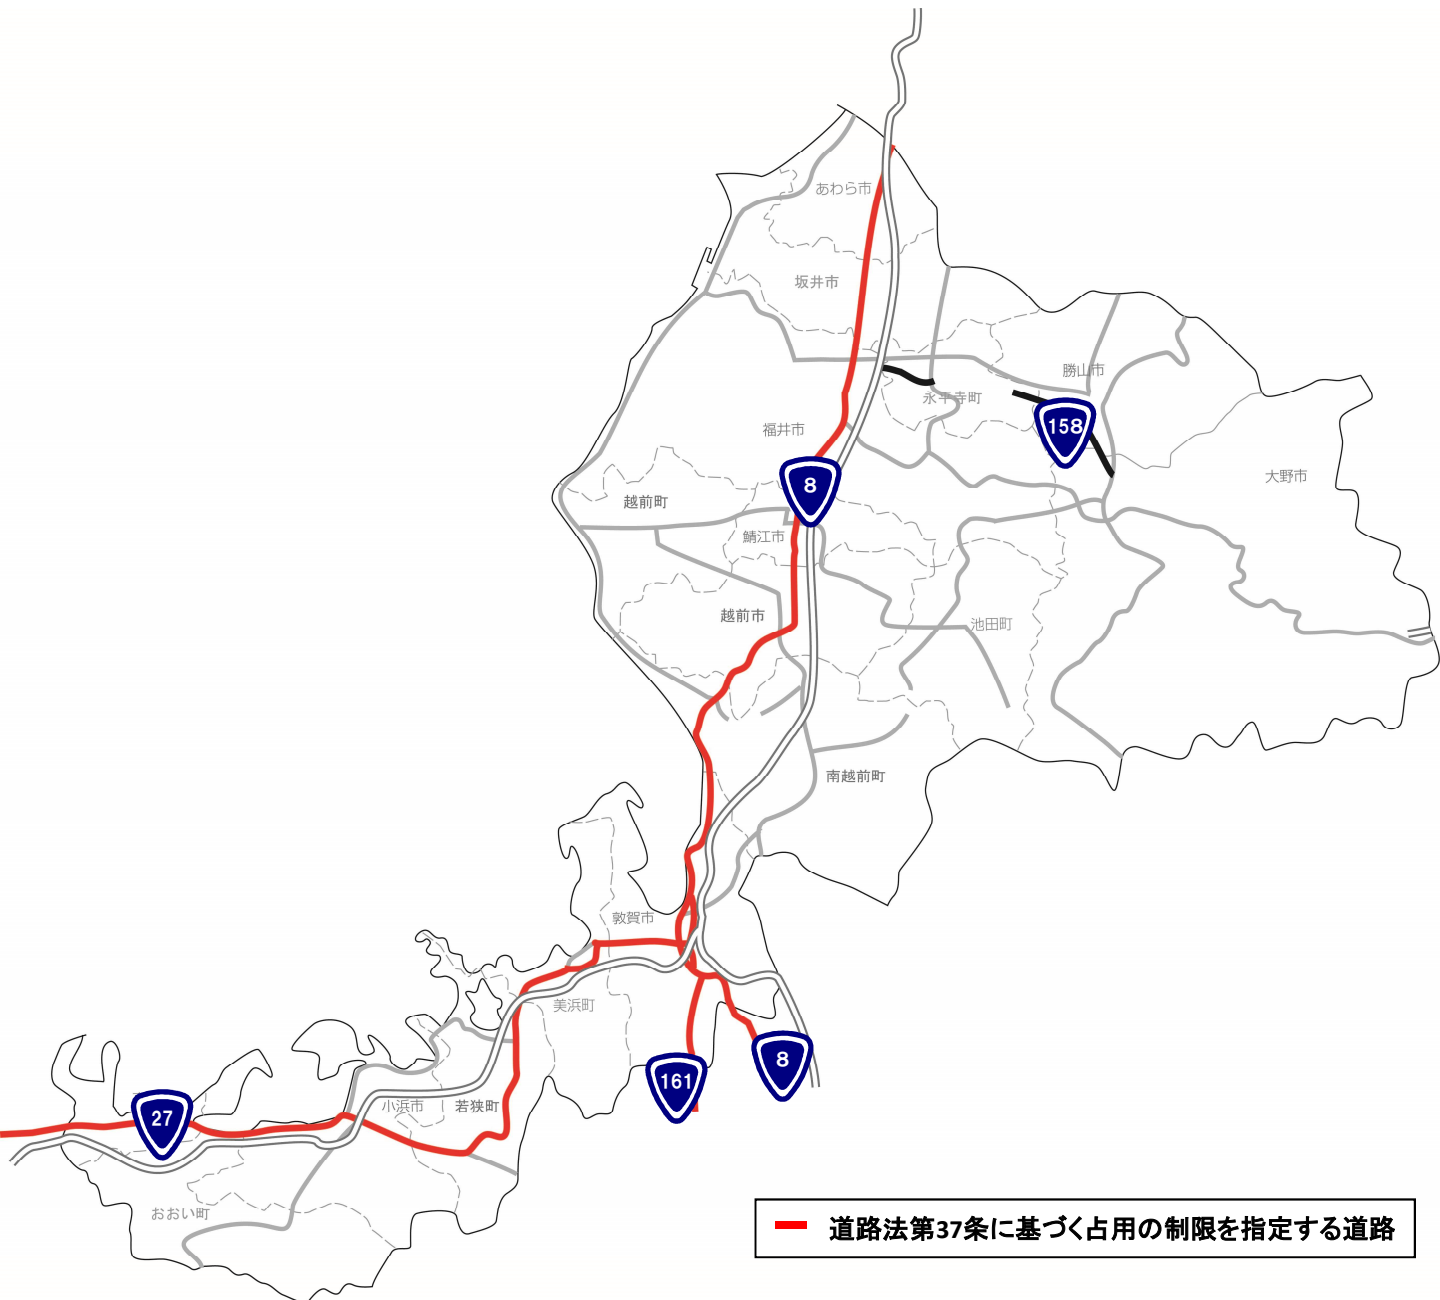 あわら市
坂井市
勝山市
永平寺町
158
福井市
大野市
8
越前町
鯖江市
越前市
池田町
南越前町
敦賀市
美浜町
8
161
小浜市
若狭町
27
おおい町
道路法第37条に基づく占用の制限を指定する道路